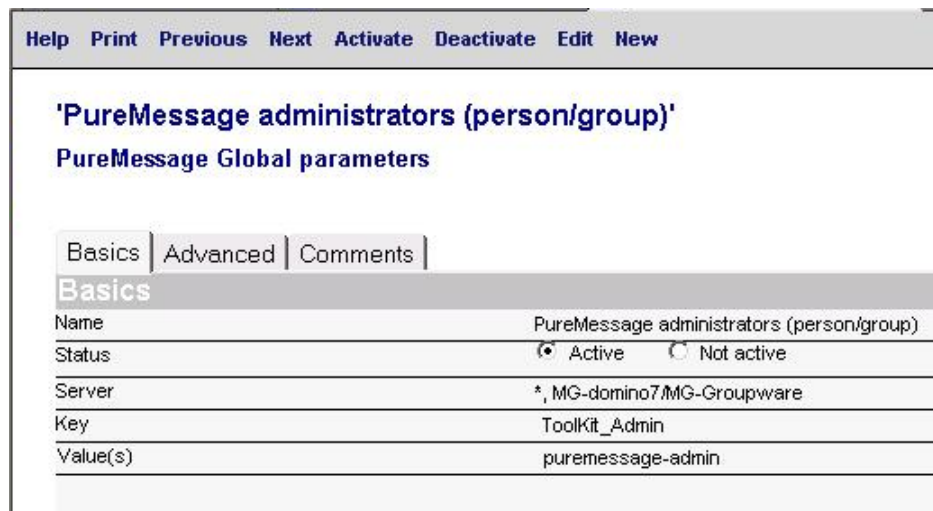 Help Print Previous Next Activate Deactivate Edit New
'PureMessage administrators (person/group)'
PureMessage Global parameters
Basics Advanced Comments
Basics
Name PureMessage administrators (person/group)
Status Active Not active
Server *, MG-domino7/MG-Groupware
Key ToolKit_Admin
Value(s) puremessage-admin